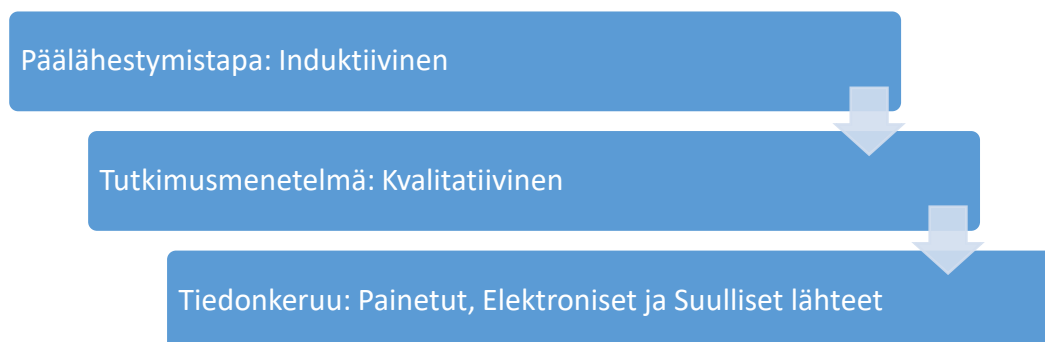 Päälähestymistapa: Induktiivinen
Tutkimusmenetelmä: Kvalitatiivinen
Tiedonkeruu: Painetut, Elektroniset ja Suulliset lähteet